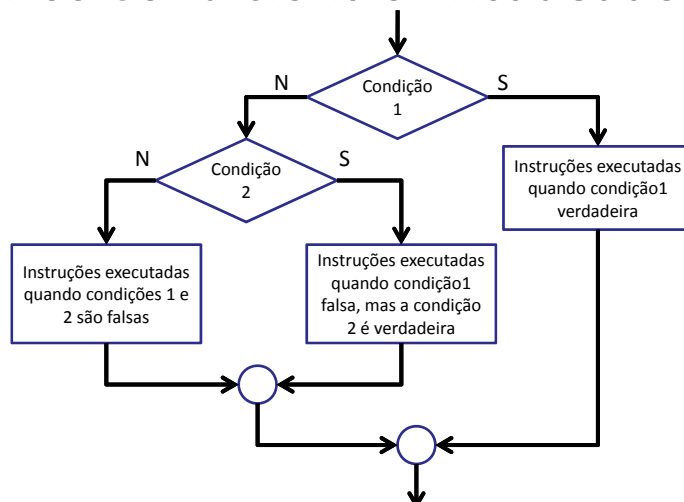 N
Condição
1
S
N
Condição
2
S
Instruções executadas
quando condição1
verdadeira
Instruções executadas
quando condições 1 e
2 são falsas
Instruções executadas
quando condição1
falsa, mas a condição
2 é verdadeira